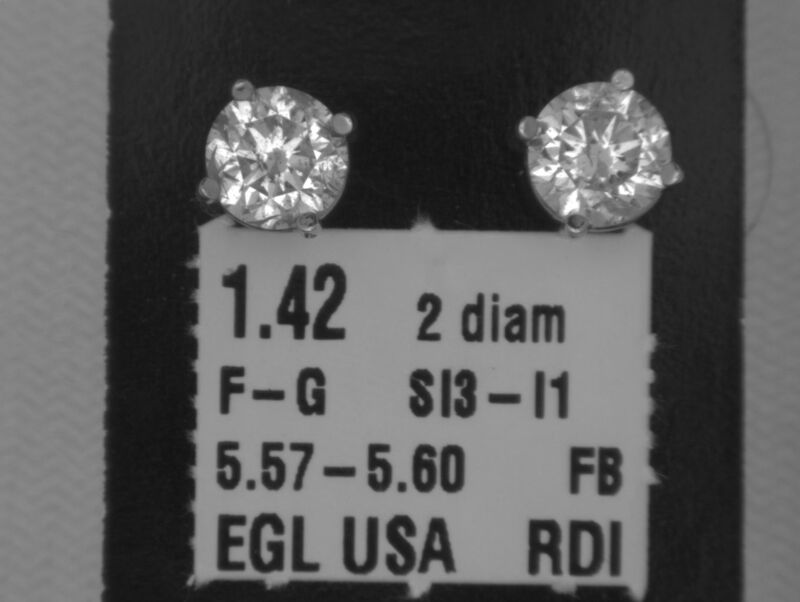 1.42 2 diam
F-G SI3-I1
5.57-5.60 FB
EGL USA RDI